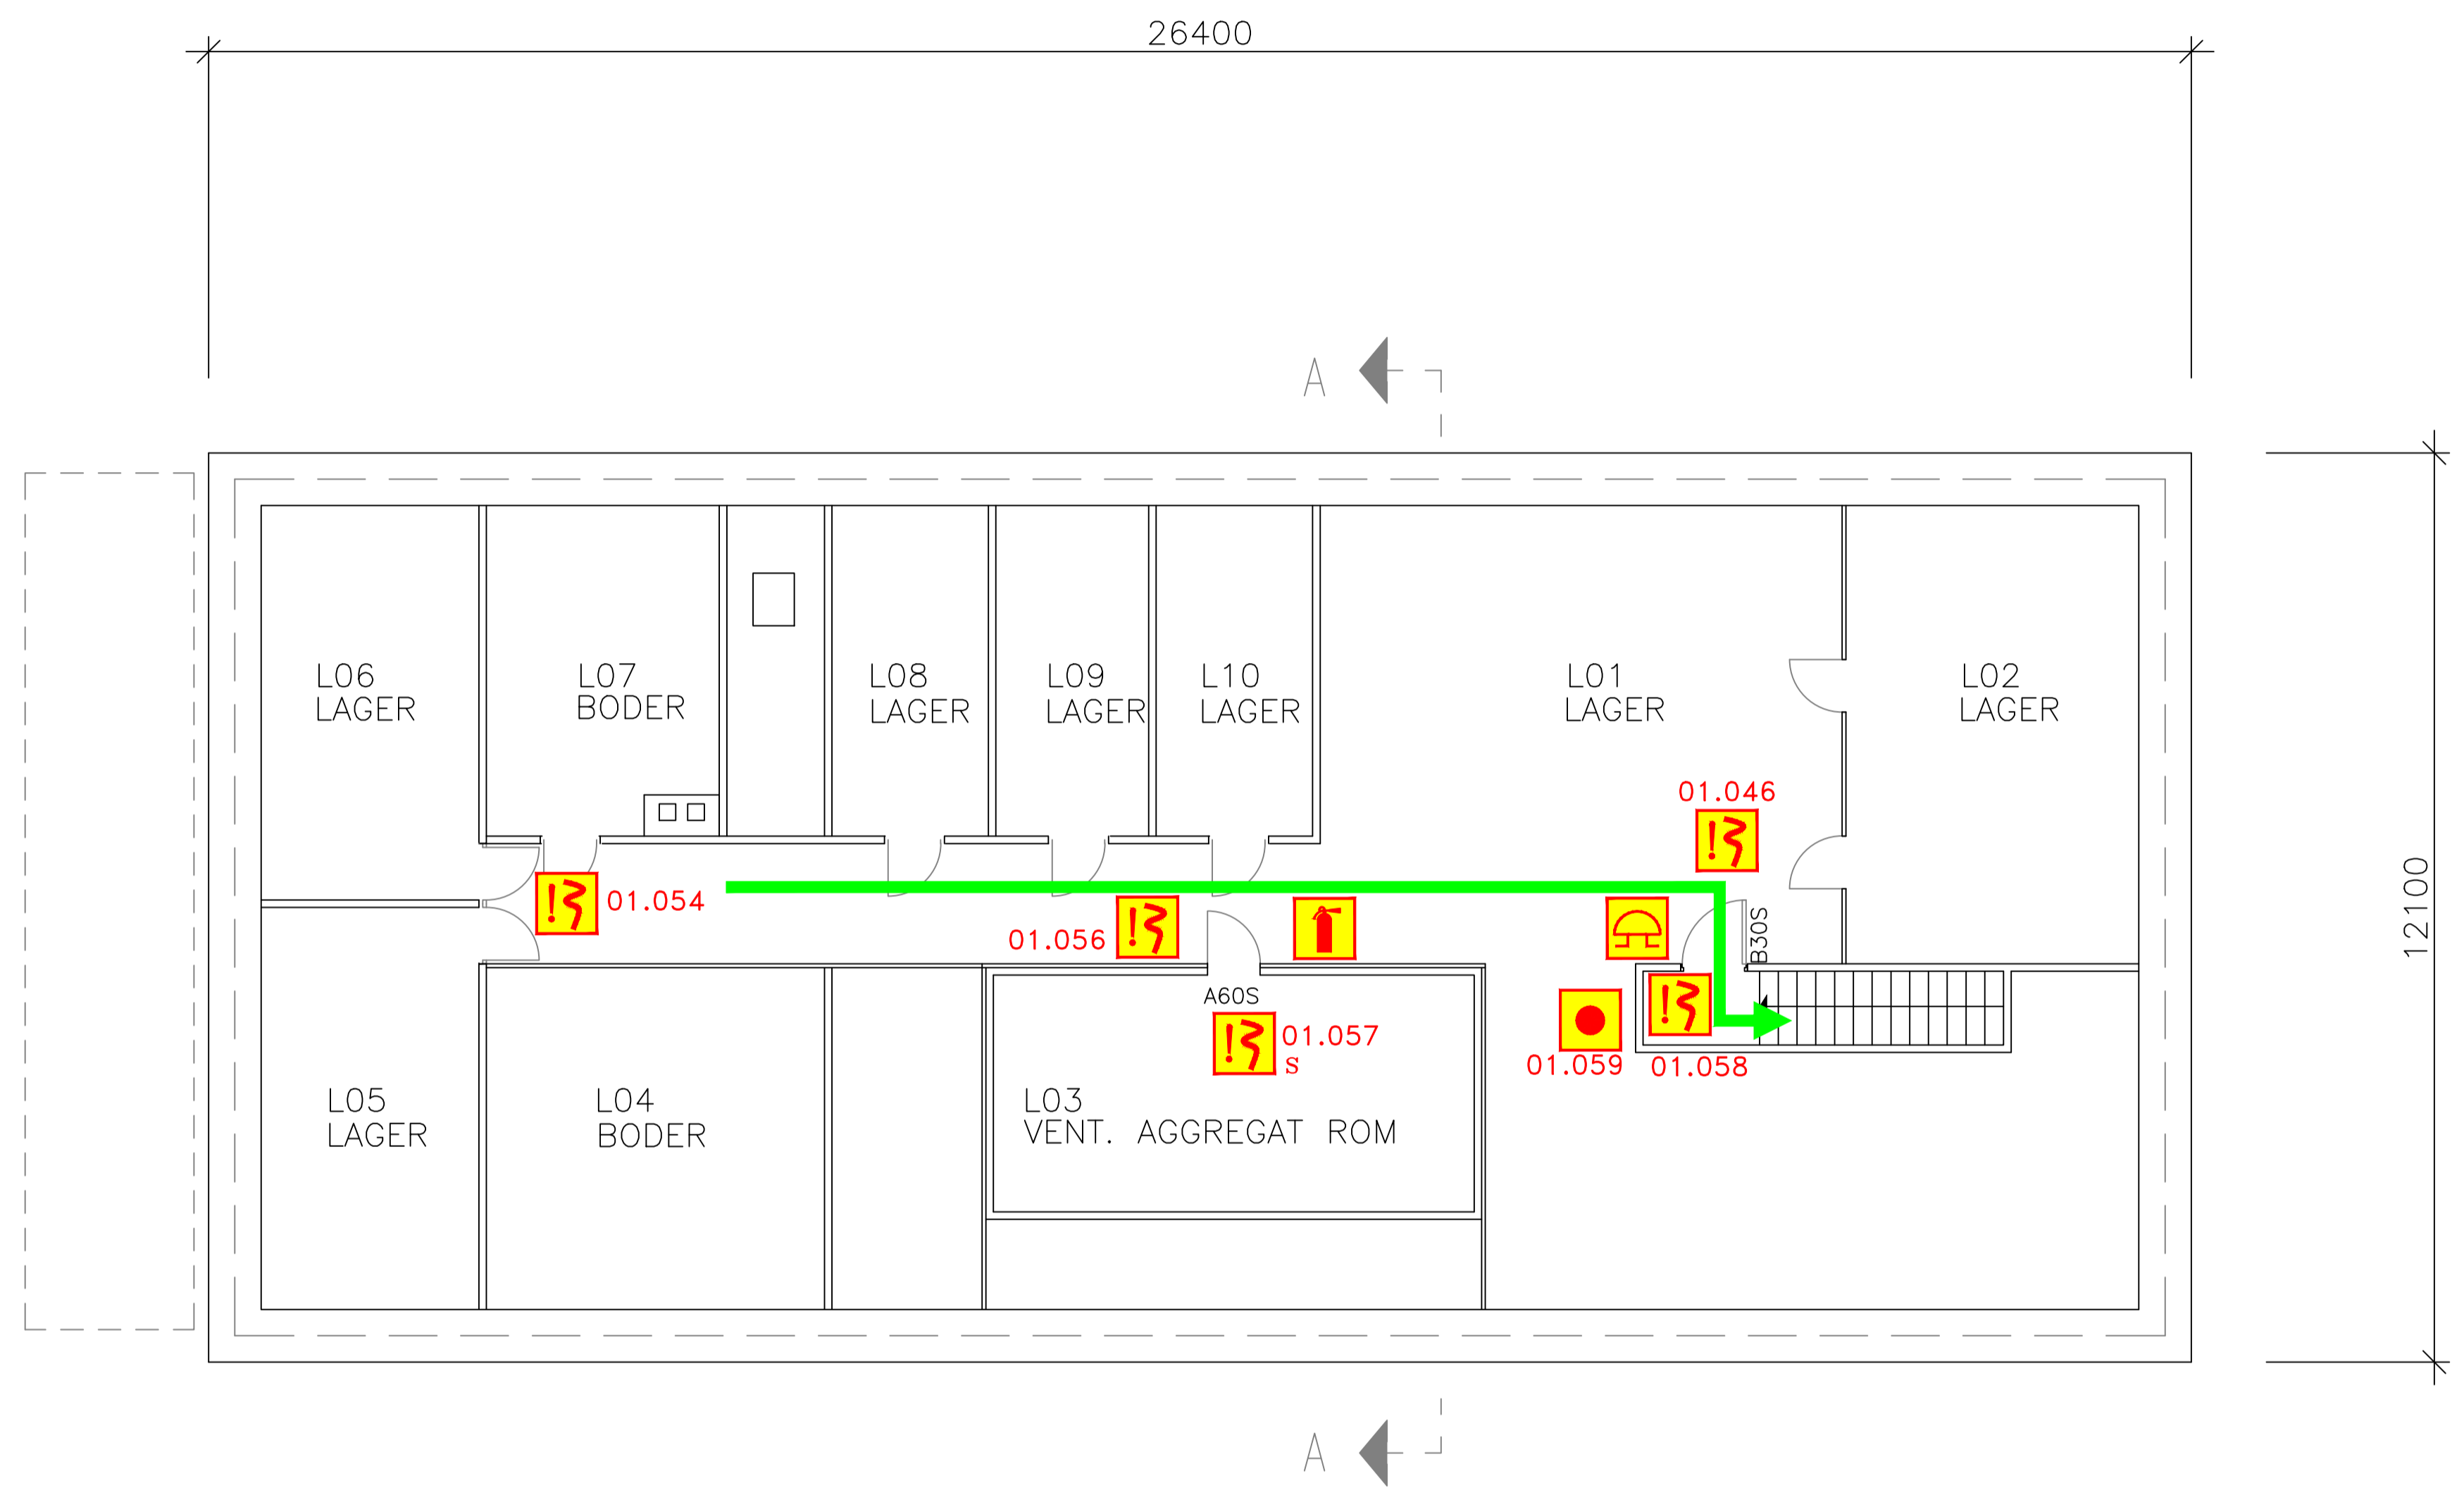 26400
A
L06
LAGER
L07
BODER
L08
LAGER
L09
LAGER
L10
LAGER
L01
LAGER
L02
LAGER
01.046
01.054
01.056
B30S
12100
A60S
01.057
S
01.059
01.058
L05
LAGER
L04
BODER
L03
VENT. AGGREGAT ROM
A